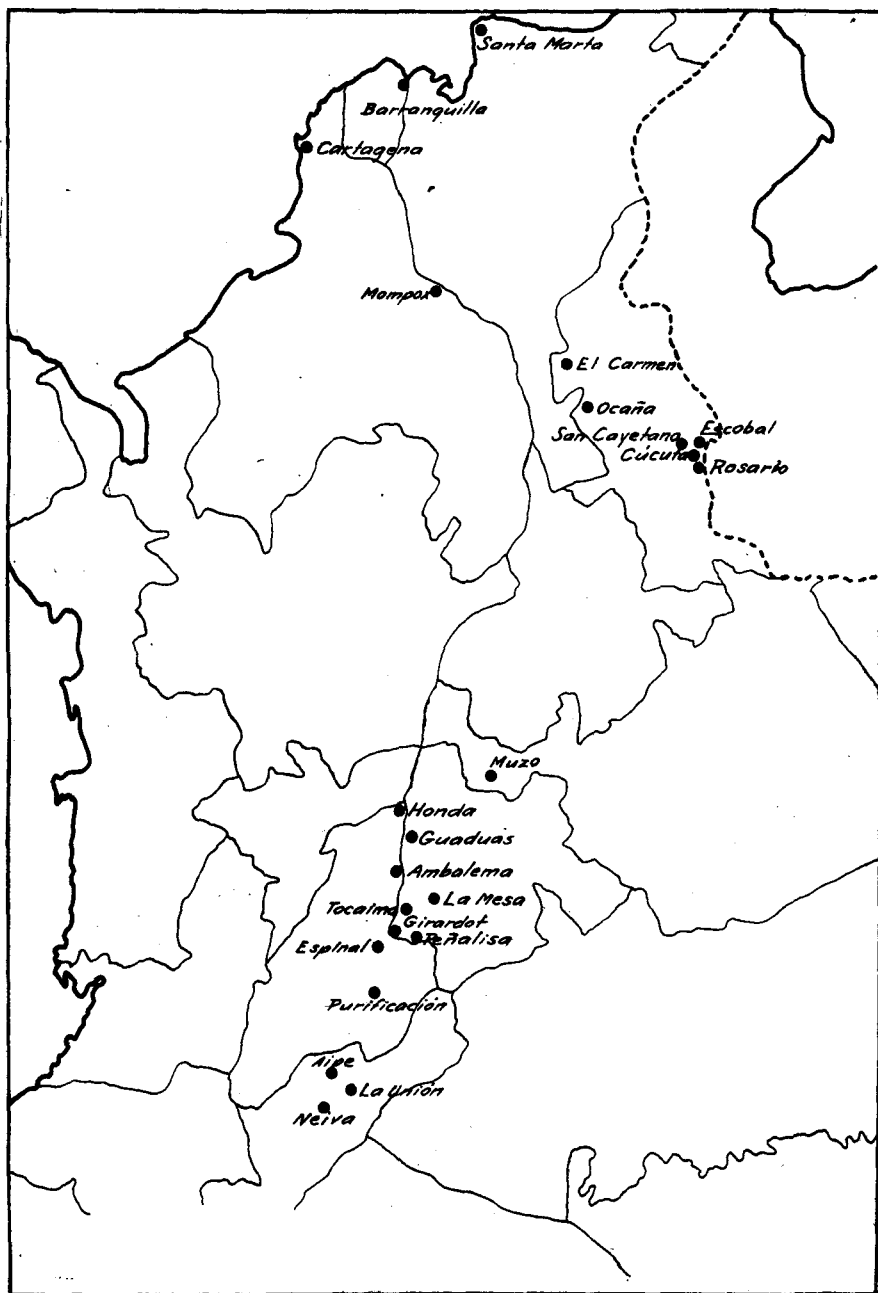 Santa Marta
Barranquilla
Cartagena
Mompox
El Carmen
Ocaña
San Cayetano
Escobal
Cúcuta
Rosario
Muzo
Honda
Guaduas
Ambalema
La Mesa
Tocaima
Girardot
Peñalisa
Espinal
Purificación
Aipe
La Unión
Neiva